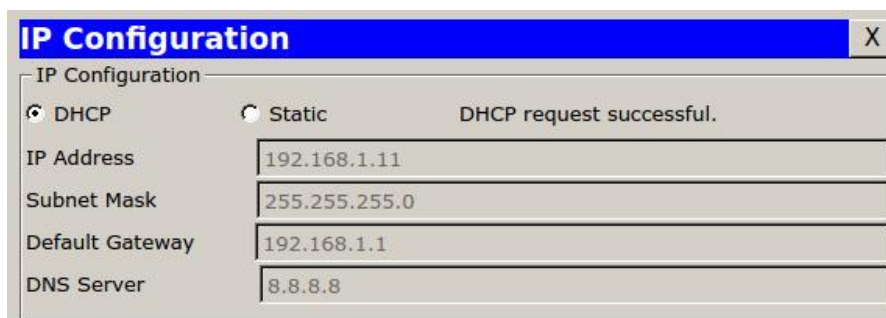 IP Configuration X
IP Configuration
DHCP Static DHCP request successful.
IP Address 192.168.1.11
Subnet Mask 255.255.255.0
Default Gateway 192.168.1.1
DNS Server 8.8.8.8